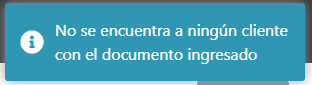 No se encuentra a ningún cliente
con el documento ingresado